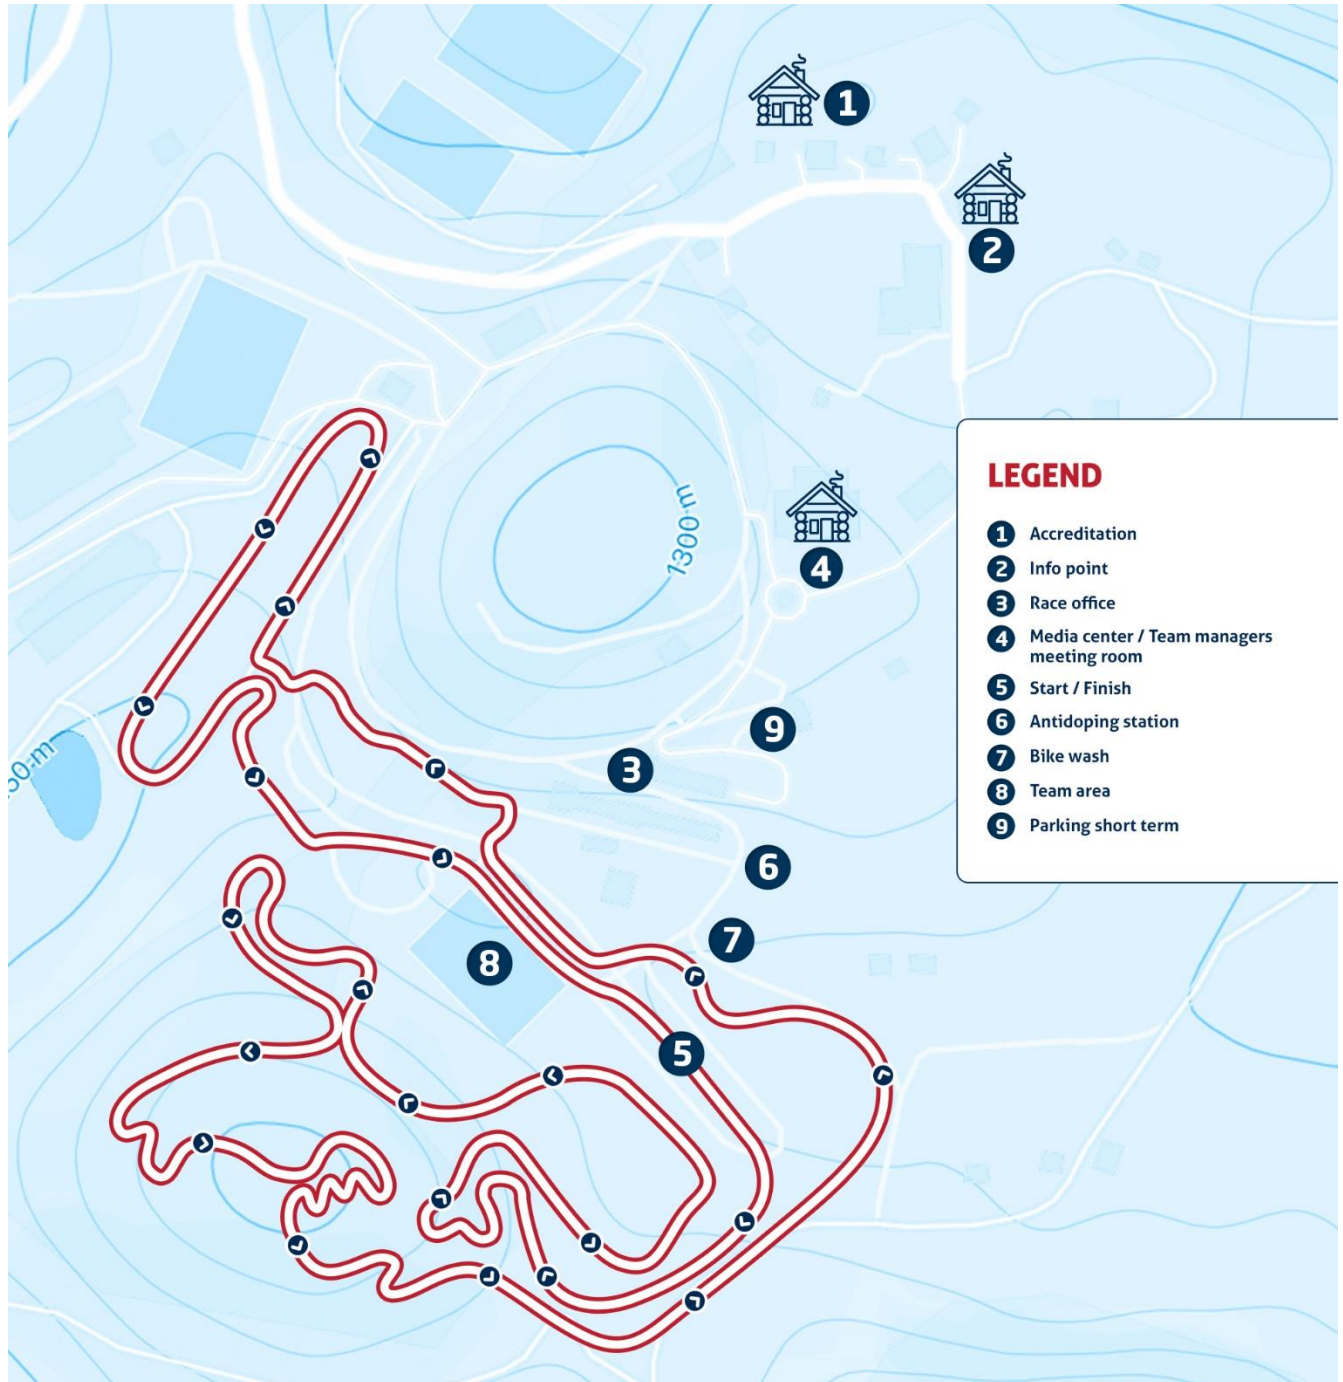 1
2
1300 m
4
9
3
6
7
8
5
LEGEND
1 Accreditation
2 Info point
3 Race office
4 Media center / Team managers
meeting room
5 Start / Finish
6 Antidoping station
7 Bike wash
8 Team area
9 Parking short term